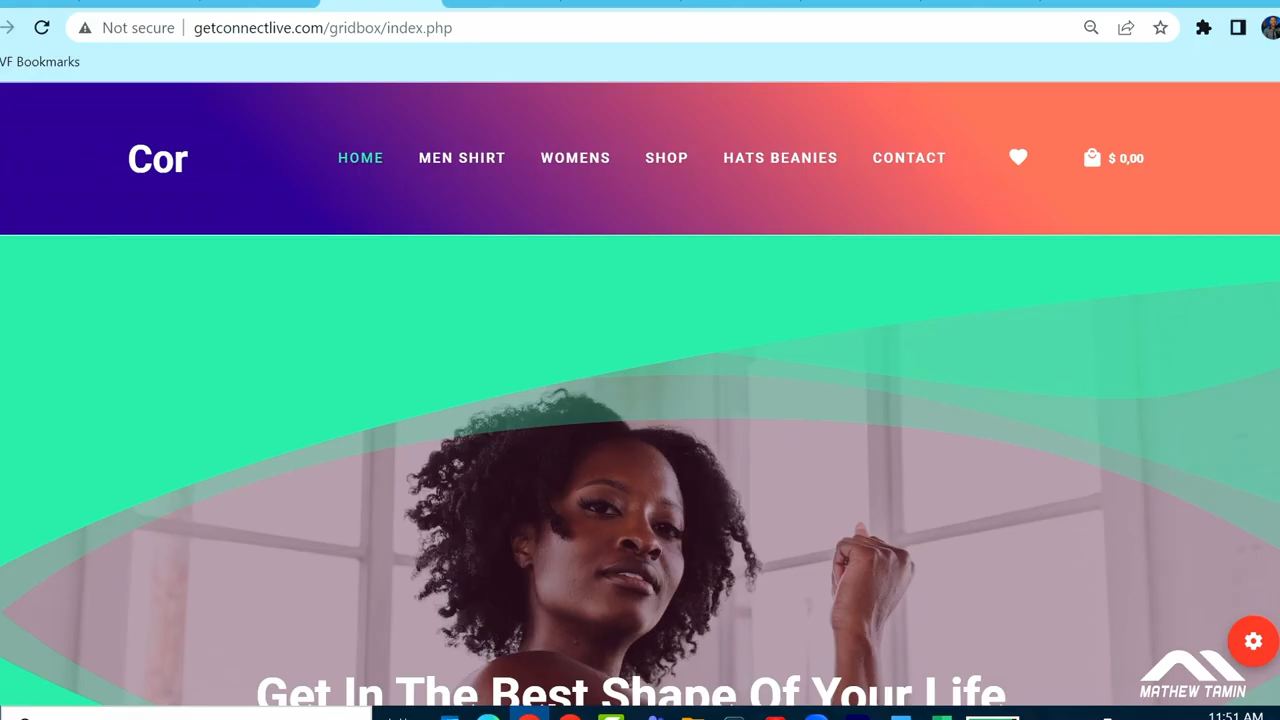 Not secure | getconnectlive.com/gridbox/index.php
VF Bookmarks
Cor HOME MEN SHIRT WOMENS SHOP HATS BEANIES CONTACT $ 0,00
Get In The Best Shape Of Your Life
MATHEW TAMIN
11:51 AM